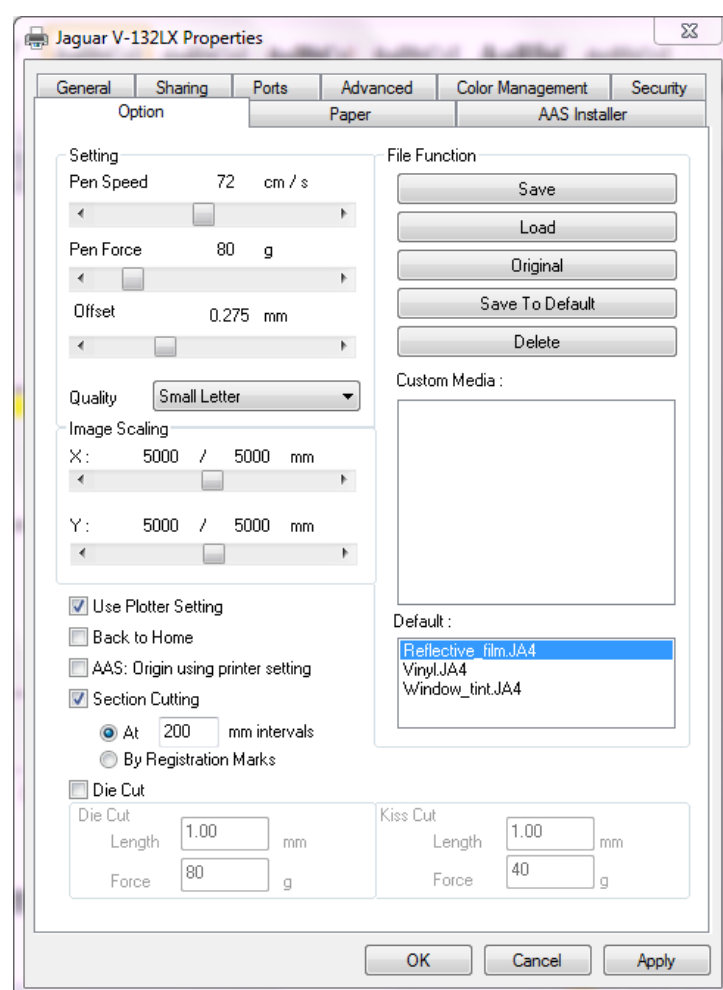 Jaguar V-132LX Properties
General Sharing Ports Advanced Color Management Security
Option Paper AAS Installer
Setting
Pen Speed 72 cm / s
Pen Force 80 g
Offset 0.275 mm
Quality Small Letter
Image Scaling
X : 5000 / 5000 mm
Y : 5000 / 5000 mm
Use Plotter Setting
Back to Home
AAS: Origin using printer setting
Section Cutting
At 200 mm intervals
By Registration Marks
File Function
Save
Load
Original
Save To Default
Delete
Custom Media :
Default :
Reflective_film.JA4
Vinyl.JA4
Window_tint.JA4
Die Cut
Die Cut
Length 1.00 mm
Force 80 g
Kiss Cut
Length 1.00 mm
Force 40 g
OK Cancel Apply